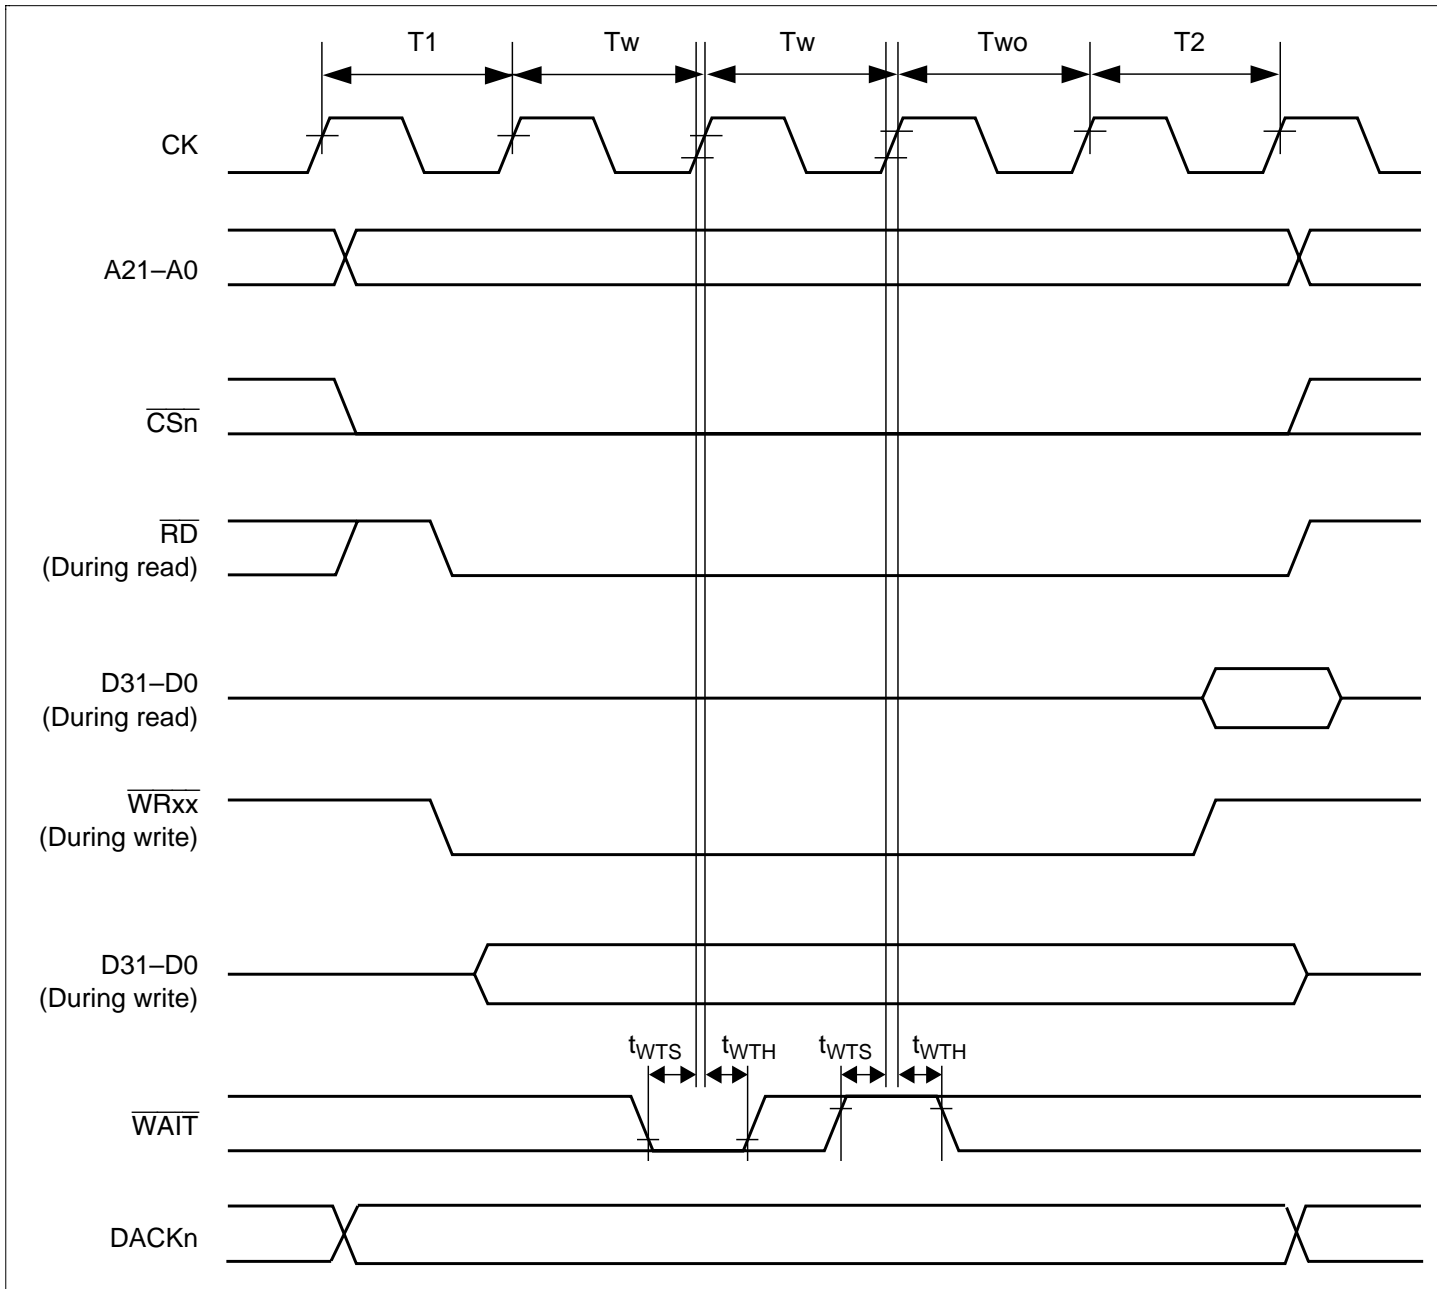 T1 Tw Tw Two T2
CK
A21–A0
CSn
RD
(During read)
D31–D0
(During read)
WRxx
(During write)
D31–D0
(During write)
tWTS tWTH tWTS tWTH
WAIT
DACKn